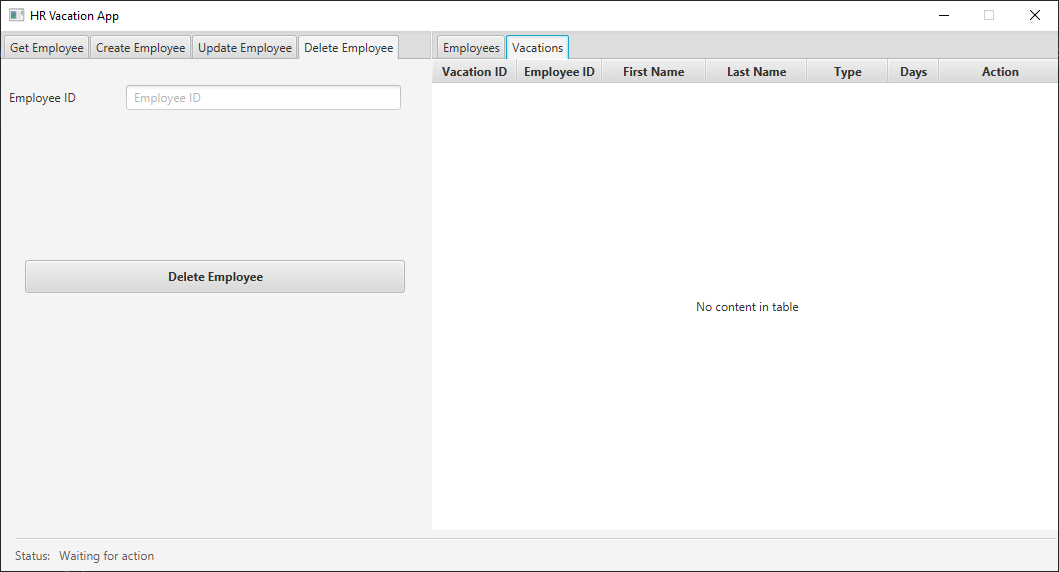 HR Vacation App
Get Employee Create Employee Update Employee Delete Employee Employees Vacations
Vacation ID Employee ID First Name Last Name Type Days Action
Employee ID Employee ID
Delete Employee
No content in table
Status: Waiting for action